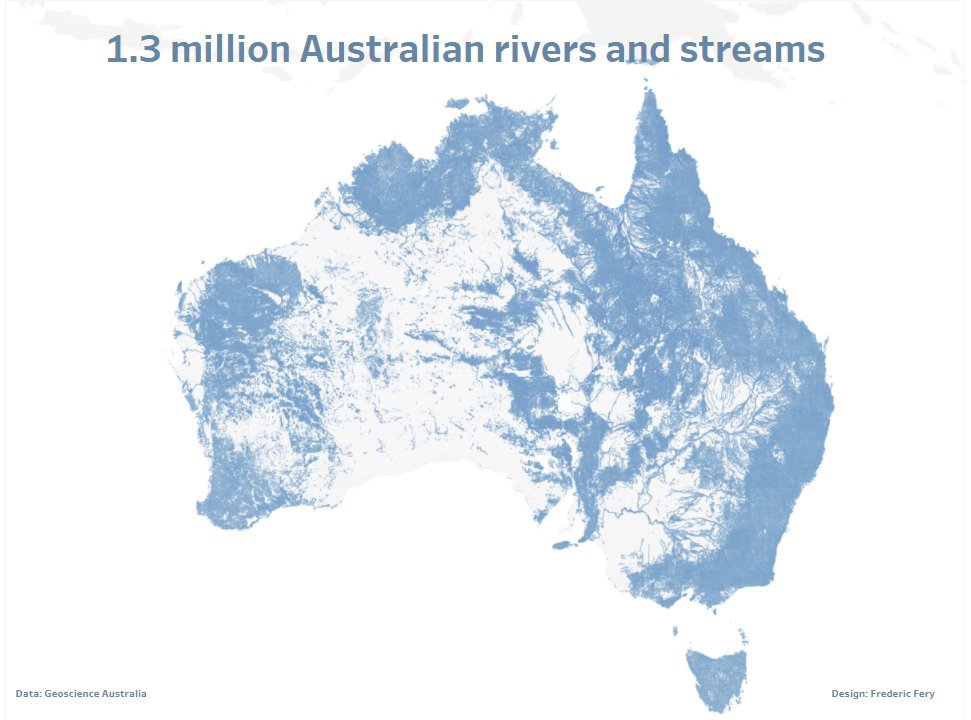 1.3 million Australian rivers and streams
Data: Geoscience Australia
Design: Frederic Fery